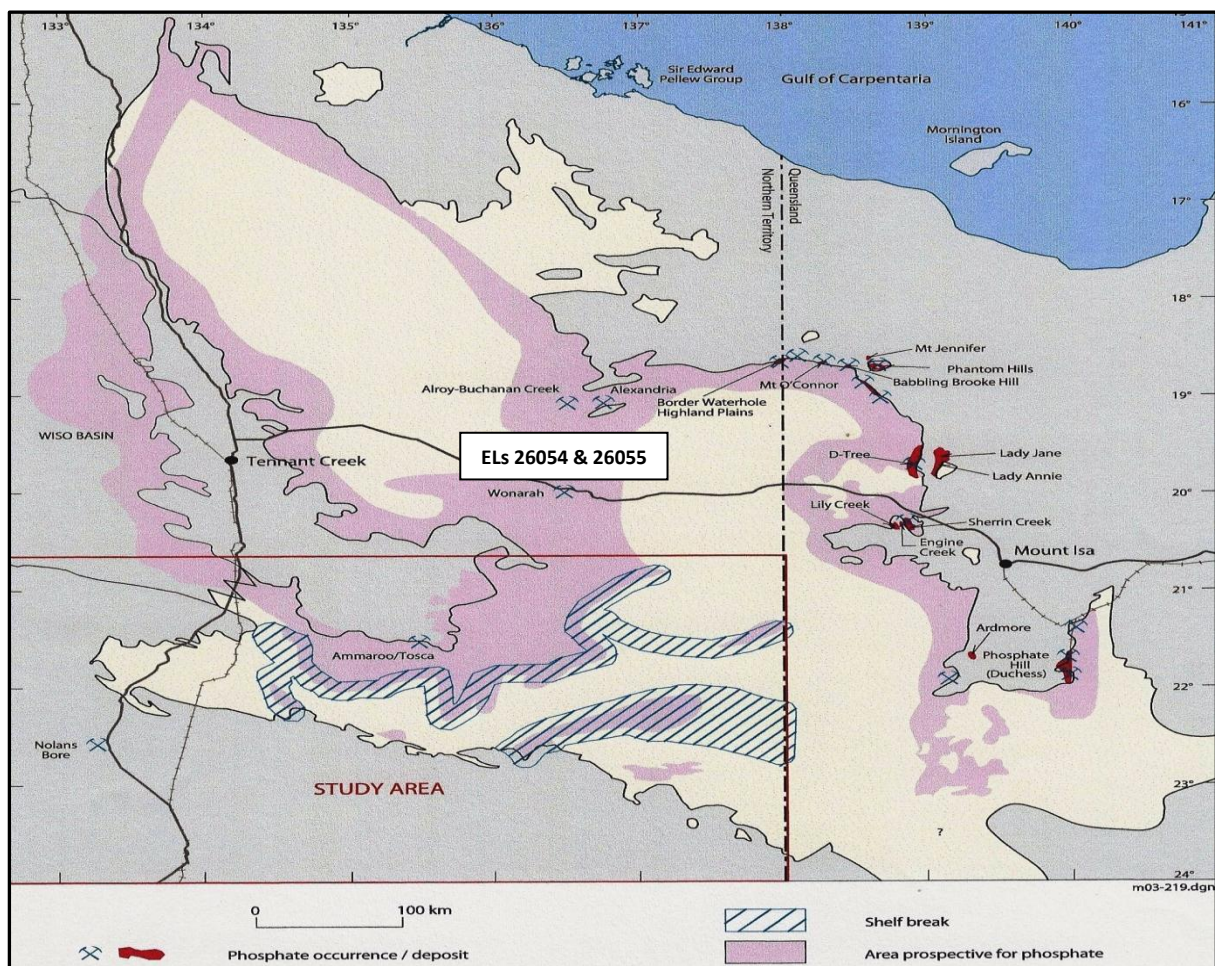 133° 134° 135° 136° 137° 138° 139° 140° 141°
Sir Edward
Pellew Group
Gulf of Carpentaria
16°
Mornington
Island
Queensland
Northern Territory
17°
18°
Mt Jennifer
Phantom Hills
Babbling Brooke Hill
Mt O'Connor
Alroy-Buchanan Creek
Alexandria
Border Waterhole
Highland Plains
19°
WISO BASIN
Tennant Creek
ELs 26054 & 26055
D-Tree
Lady Jane
Lady Annie
Wonarah
20°
Lily Creek
Sherrin Creek
Engine
Creek
Mount Isa
21°
Ammaroo/Tosca
Ardmore
Phosphate
Hill
(Duchess)
22°
Nolans
Bore
STUDY AREA
23°
?
24°
m03-219.dgn
0 100 km
Shelf break
Phosphate occurrence / deposit
Area prospective for phosphate